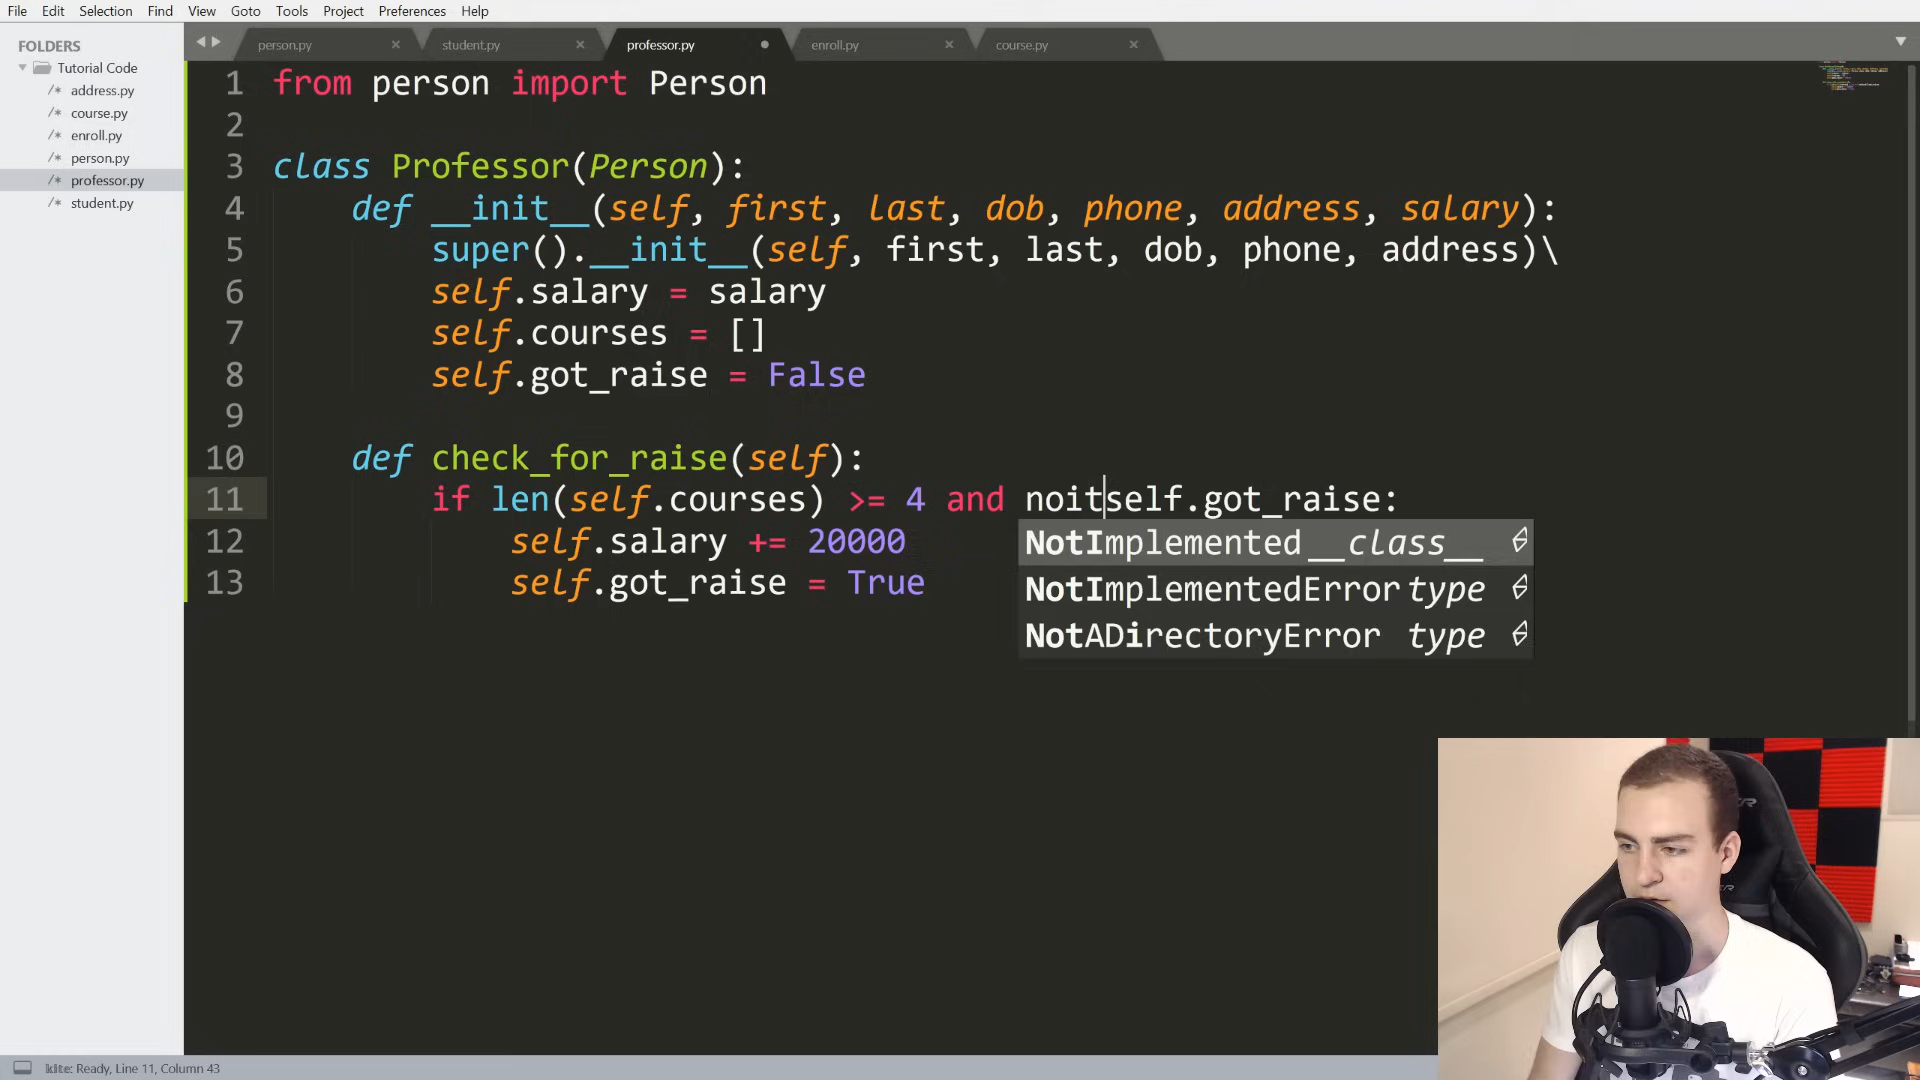 File Edit Selection Find View Goto Tools Project Preferences Help
FOLDERS
Tutorial Code
/* address.py
/* course.py
/* enroll.py
/* person.py
/* professor.py
/* student.py
person.py × student.py × professor.py enroll.py × course.py ×
1 from person import Person
2
3 class Professor(Person):
4 def __init__(self, first, last, dob, phone, address, salary):
5 super().__init__(self, first, last, dob, phone, address)\
6 self.salary = salary
7 self.courses = []
8 self.got_raise = False
9
10 def check_for_raise(self):
11 if len(self.courses) >= 4 and noitself.got_raise:
12 self.salary += 20000
13 self.got_raise = True
NotImplemented __class__
NotImplementedError type
NotADirectoryError type
kite: Ready, Line 11, Column 43